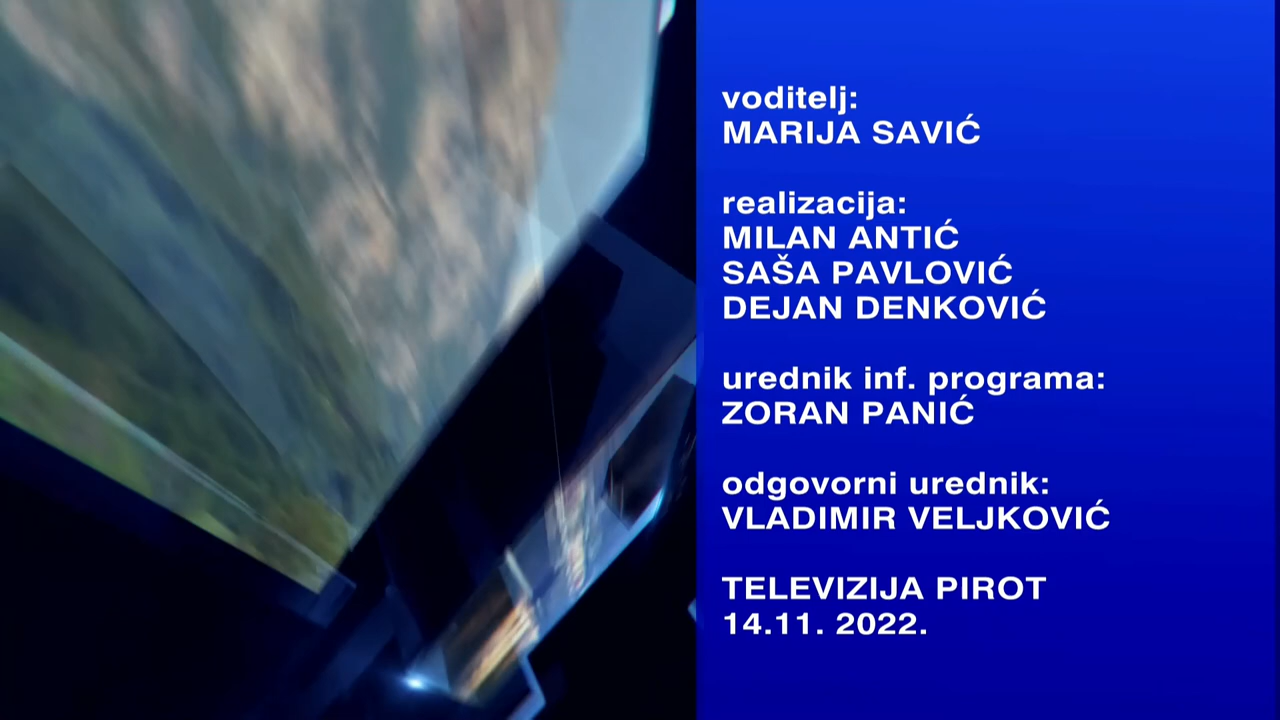 voditelj:
MARIJA SAVIĆ
realizacija:
MILAN ANTIĆ
SAŠA PAVLOVIĆ
DEJAN DENKOVIĆ
urednik inf. programa:
ZORAN PANIĆ
odgovorni urednik:
VLADIMIR VELJKOVIĆ
TELEVIZIJA PIROT
14.11. 2022.